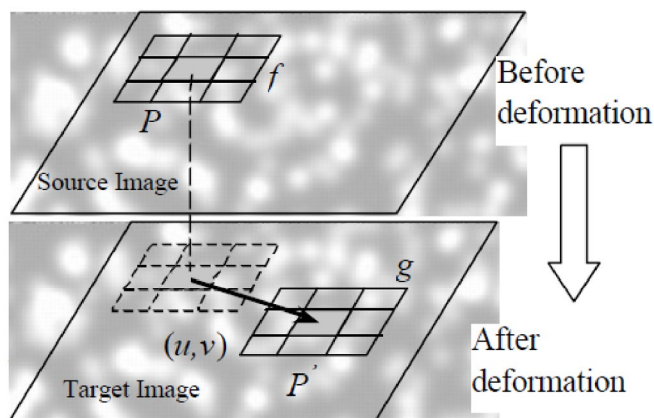 f
P
Before
deformation
Source Image
g
(u,v)
P’
After
deformation
Target Image